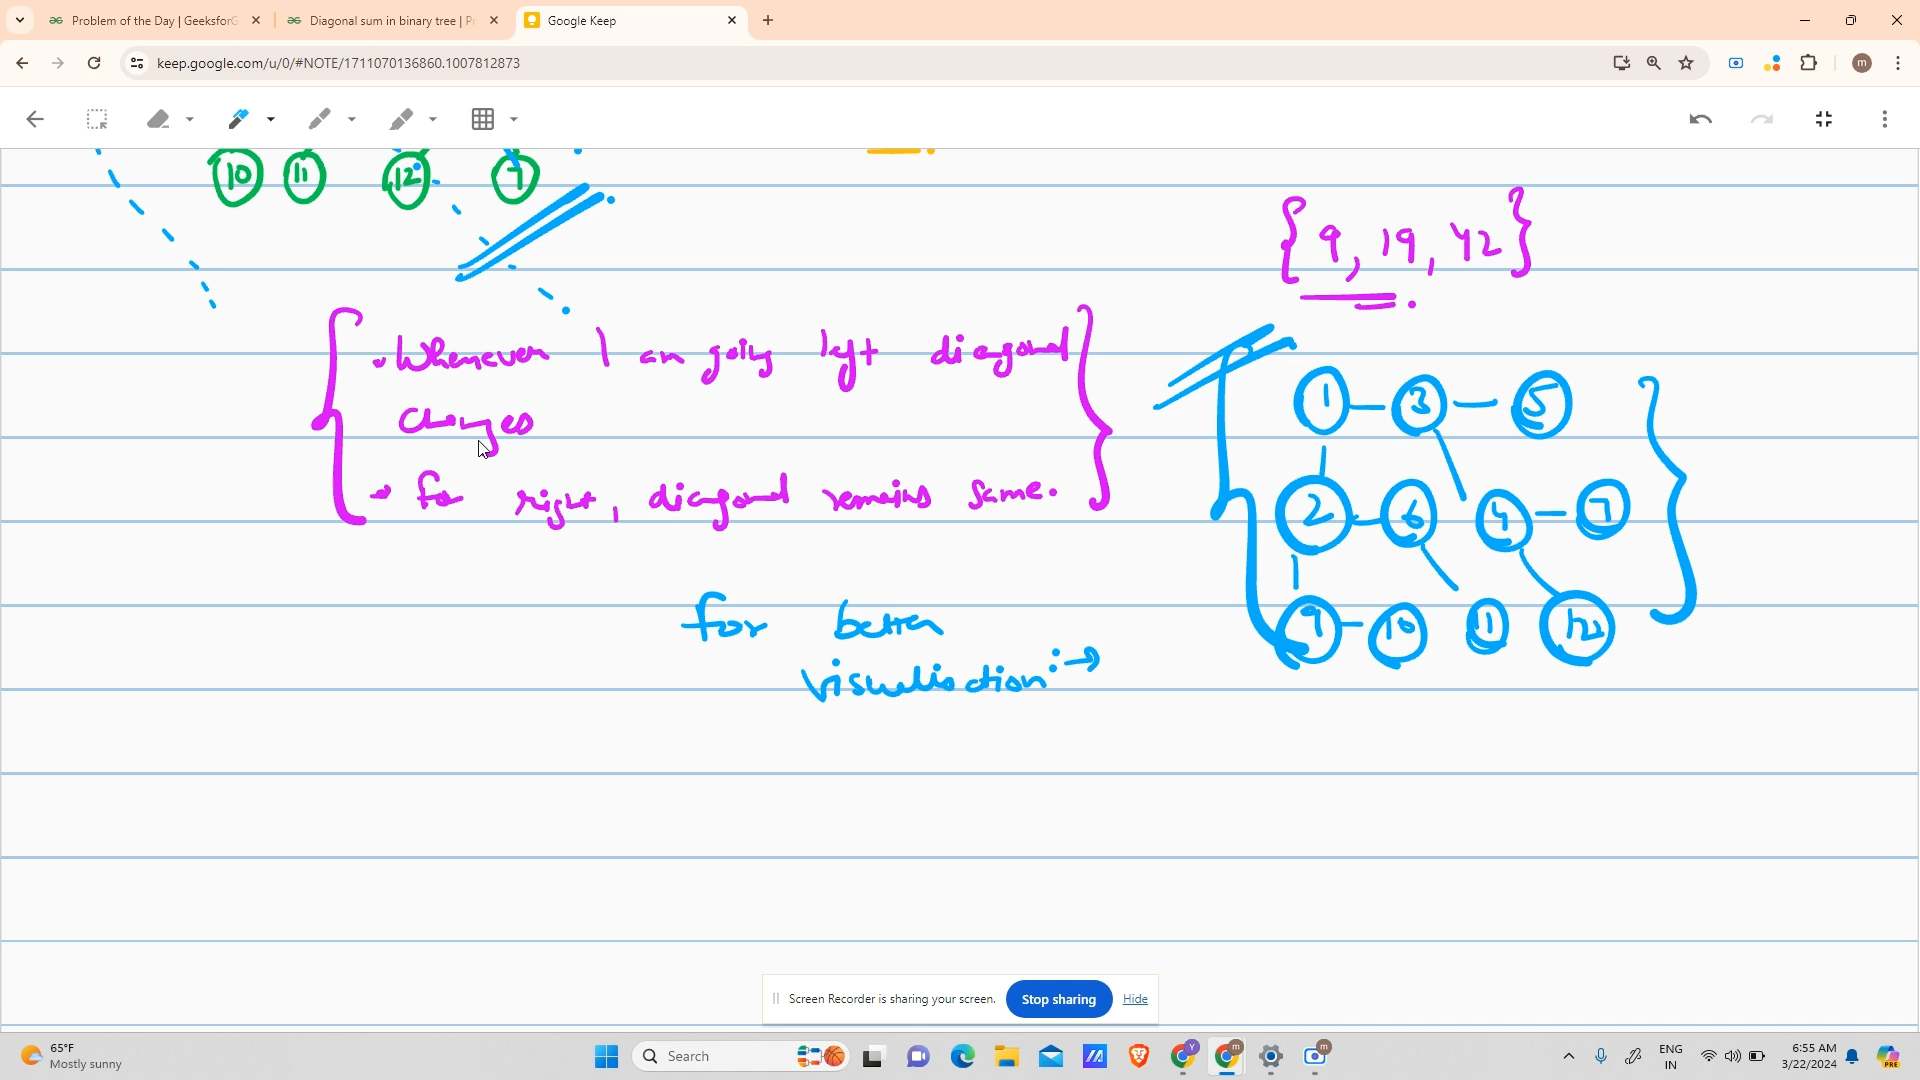 Problem of the Day | GeeksforG
Diagonal sum in binary tree | Pr
Google Keep
keep.google.com/u/0/#NOTE/1711070136860.1007812873
m
10 11 12 7
{ 9, 19, 42 }
Whenever I am going left diagonal
changes
for right, diagonal remains same.
1 3 5
2 6 4 7
9 10 11 12
for better
visualisation :→
Screen Recorder is sharing your screen.
Stop sharing
Hide
65°F
Mostly sunny
Search
ENG
IN
6:55 AM
3/22/2024
PRE